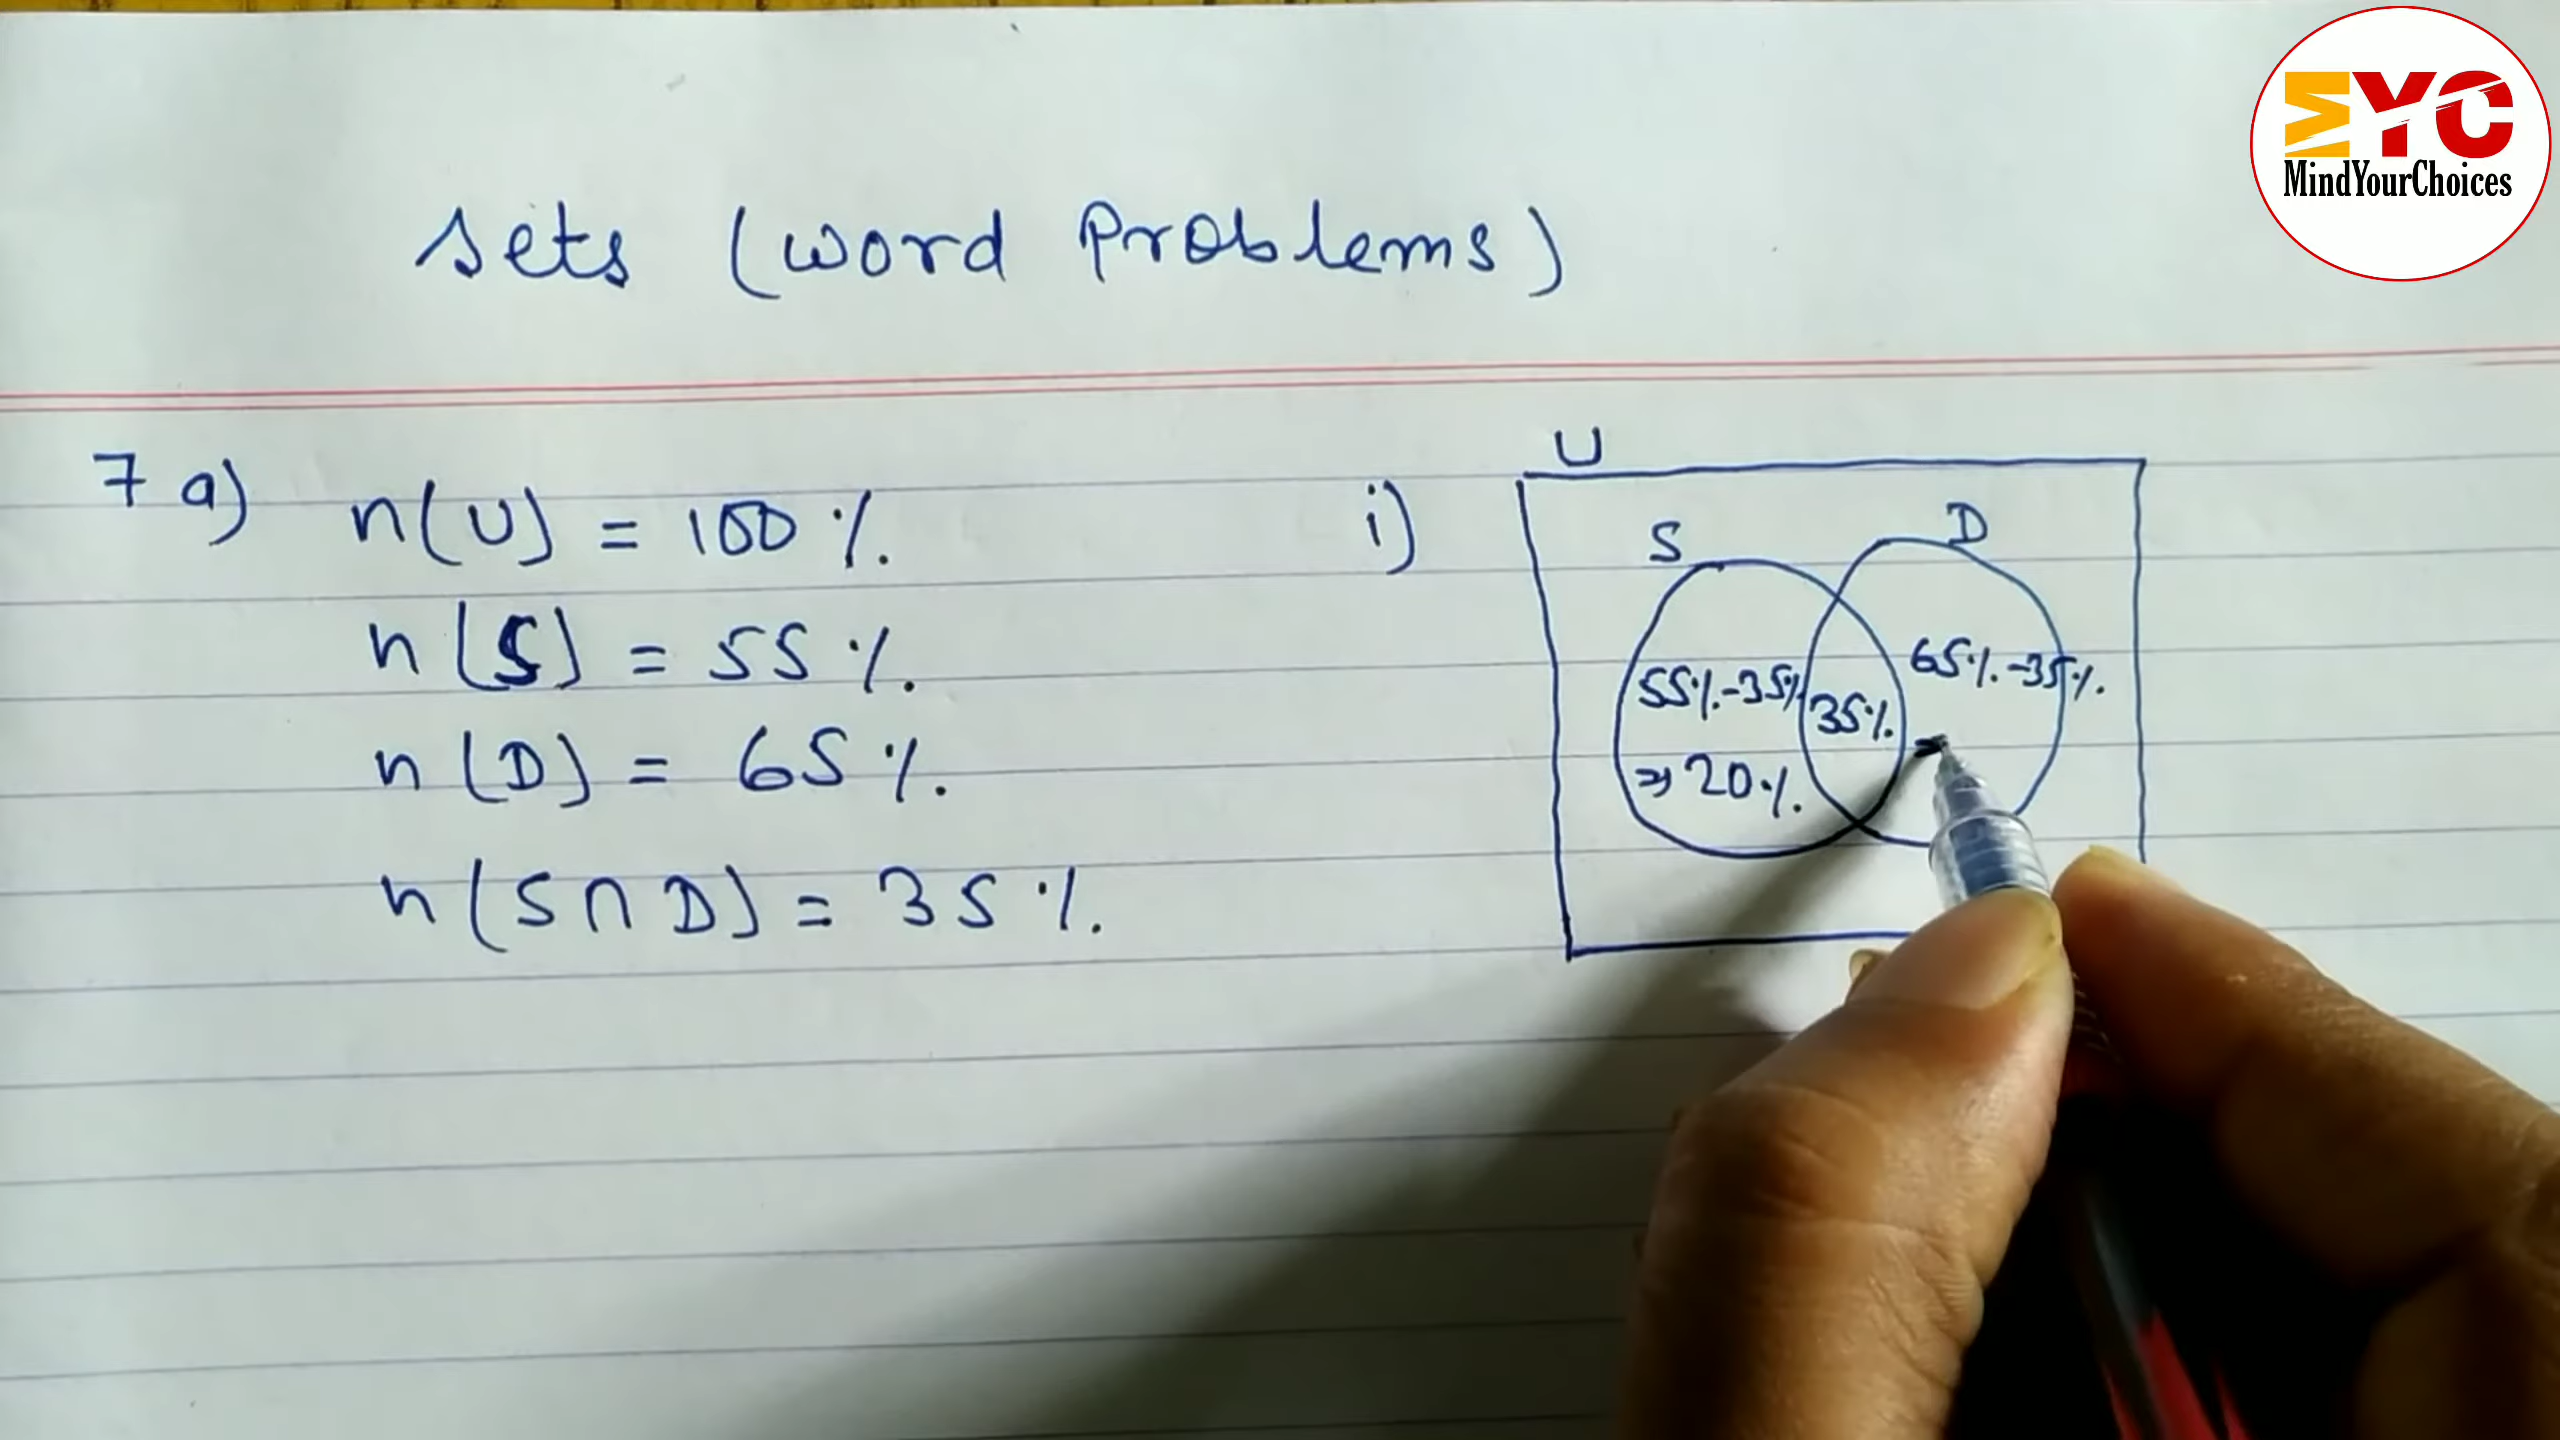 MYC
MindYourChoices
Sets (word Problems)
7 a) n(U) = 100 %.
n(S) = 55 %.
n(D) = 65 %.
n(S∩D) = 35 %.
i)
U
S
D
55%-35%
⇒ 20%
35%
65%-35%